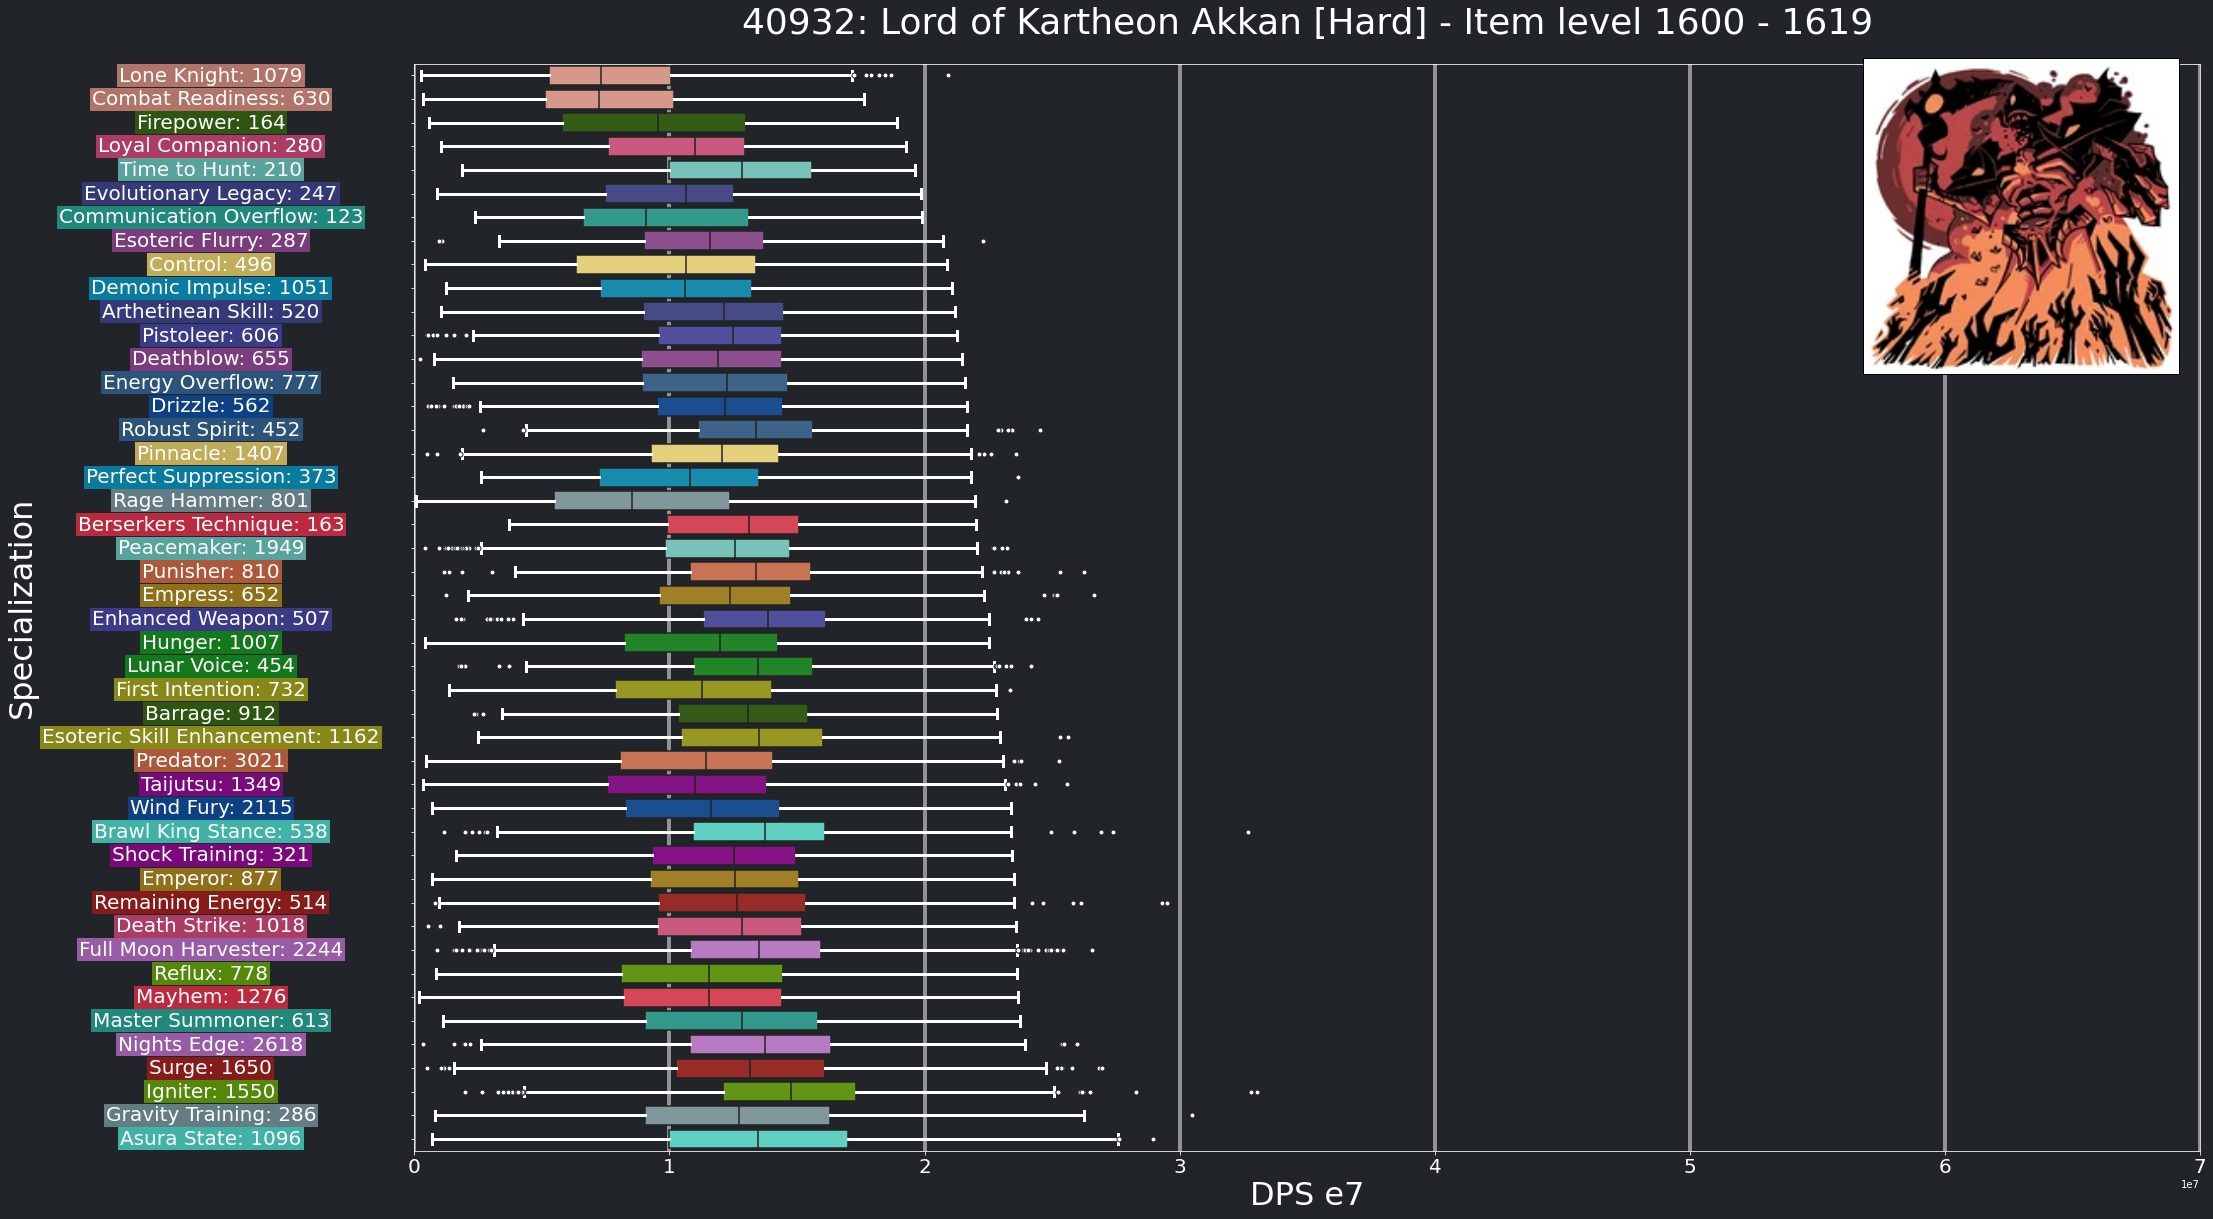 40932: Lord of Kartheon Akkan [Hard] - Item level 1600 - 1619
Specialization
Lone Knight: 1079
Combat Readiness: 630
Firepower: 164
Loyal Companion: 280
Time to Hunt: 210
Evolutionary Legacy: 247
Communication Overflow: 123
Esoteric Flurry: 287
Control: 496
Demonic Impulse: 1051
Arthetinean Skill: 520
Pistoleer: 606
Deathblow: 655
Energy Overflow: 777
Drizzle: 562
Robust Spirit: 452
Pinnacle: 1407
Perfect Suppression: 373
Rage Hammer: 801
Berserkers Technique: 163
Peacemaker: 1949
Punisher: 810
Empress: 652
Enhanced Weapon: 507
Hunger: 1007
Lunar Voice: 454
First Intention: 732
Barrage: 912
Esoteric Skill Enhancement: 1162
Predator: 3021
Taijutsu: 1349
Wind Fury: 2115
Brawl King Stance: 538
Shock Training: 321
Emperor: 877
Remaining Energy: 514
Death Strike: 1018
Full Moon Harvester: 2244
Reflux: 778
Mayhem: 1276
Master Summoner: 613
Nights Edge: 2618
Surge: 1650
Igniter: 1550
Gravity Training: 286
Asura State: 1096
0 1 2 3 4 5 6 7
1e7
DPS e7